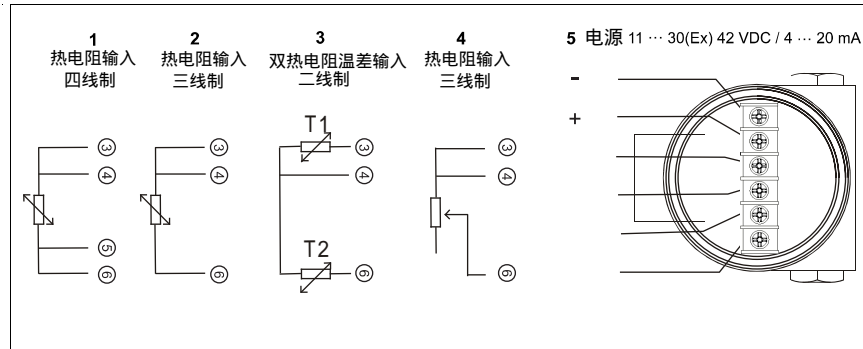 1
热电阻输入
四线制
③
④
⑤
⑥
2
热电阻输入
三线制
③
④
⑥
3
双热电阻温差输入
二线制
T1
③
④
T2
⑥
4
热电阻输入
三线制
③
④
⑥
5 电源 11 ··· 30(Ex) 42 VDC / 4 ··· 20 mA
-
+